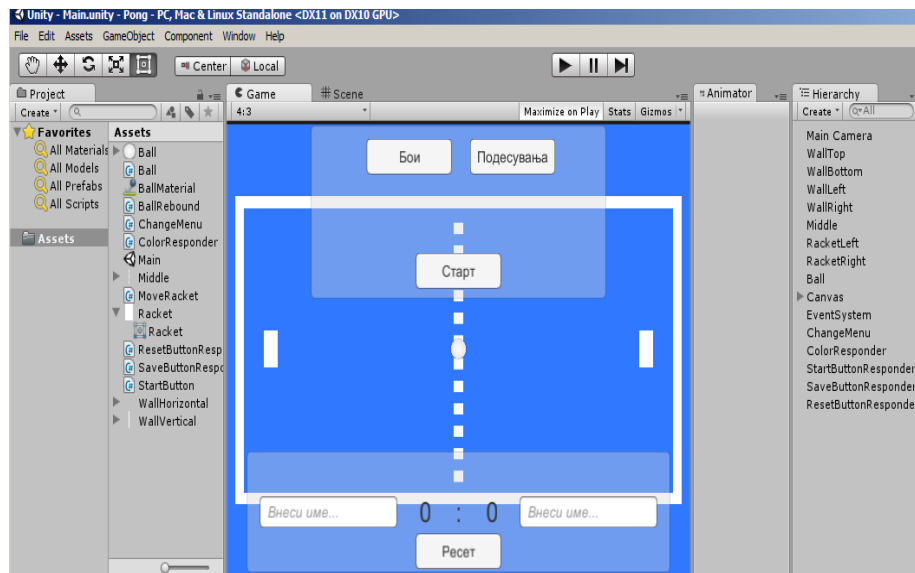 Unity - Main.unity - Pong - PC, Mac & Linux Standalone <DX11 on DX10 GPU>
File Edit Assets GameObject Component Window Help
Center Local
Project
Create
Favorites
All Materials
All Models
All Prefabs
All Scripts
Assets
Assets
Ball
Ball
BallMaterial
BallRebound
ChangeMenu
ColorResponder
Main
Middle
MoveRacket
Racket
Racket
ResetButtonResp
SaveButtonRespo
StartButton
WallHorizontal
WallVertical
Game Scene
4:3 Maximize on Play Stats Gizmos
Бои Подесувања
Старт
Внеси име... 0 : 0 Внеси име...
Ресет
Animator
Hierarchy
Create All
Main Camera
WallTop
WallBottom
WallLeft
WallRight
Middle
RacketLeft
RacketRight
Ball
Canvas
EventSystem
ChangeMenu
ColorResponder
StartButtonResponder
SaveButtonResponder
ResetButtonResponde